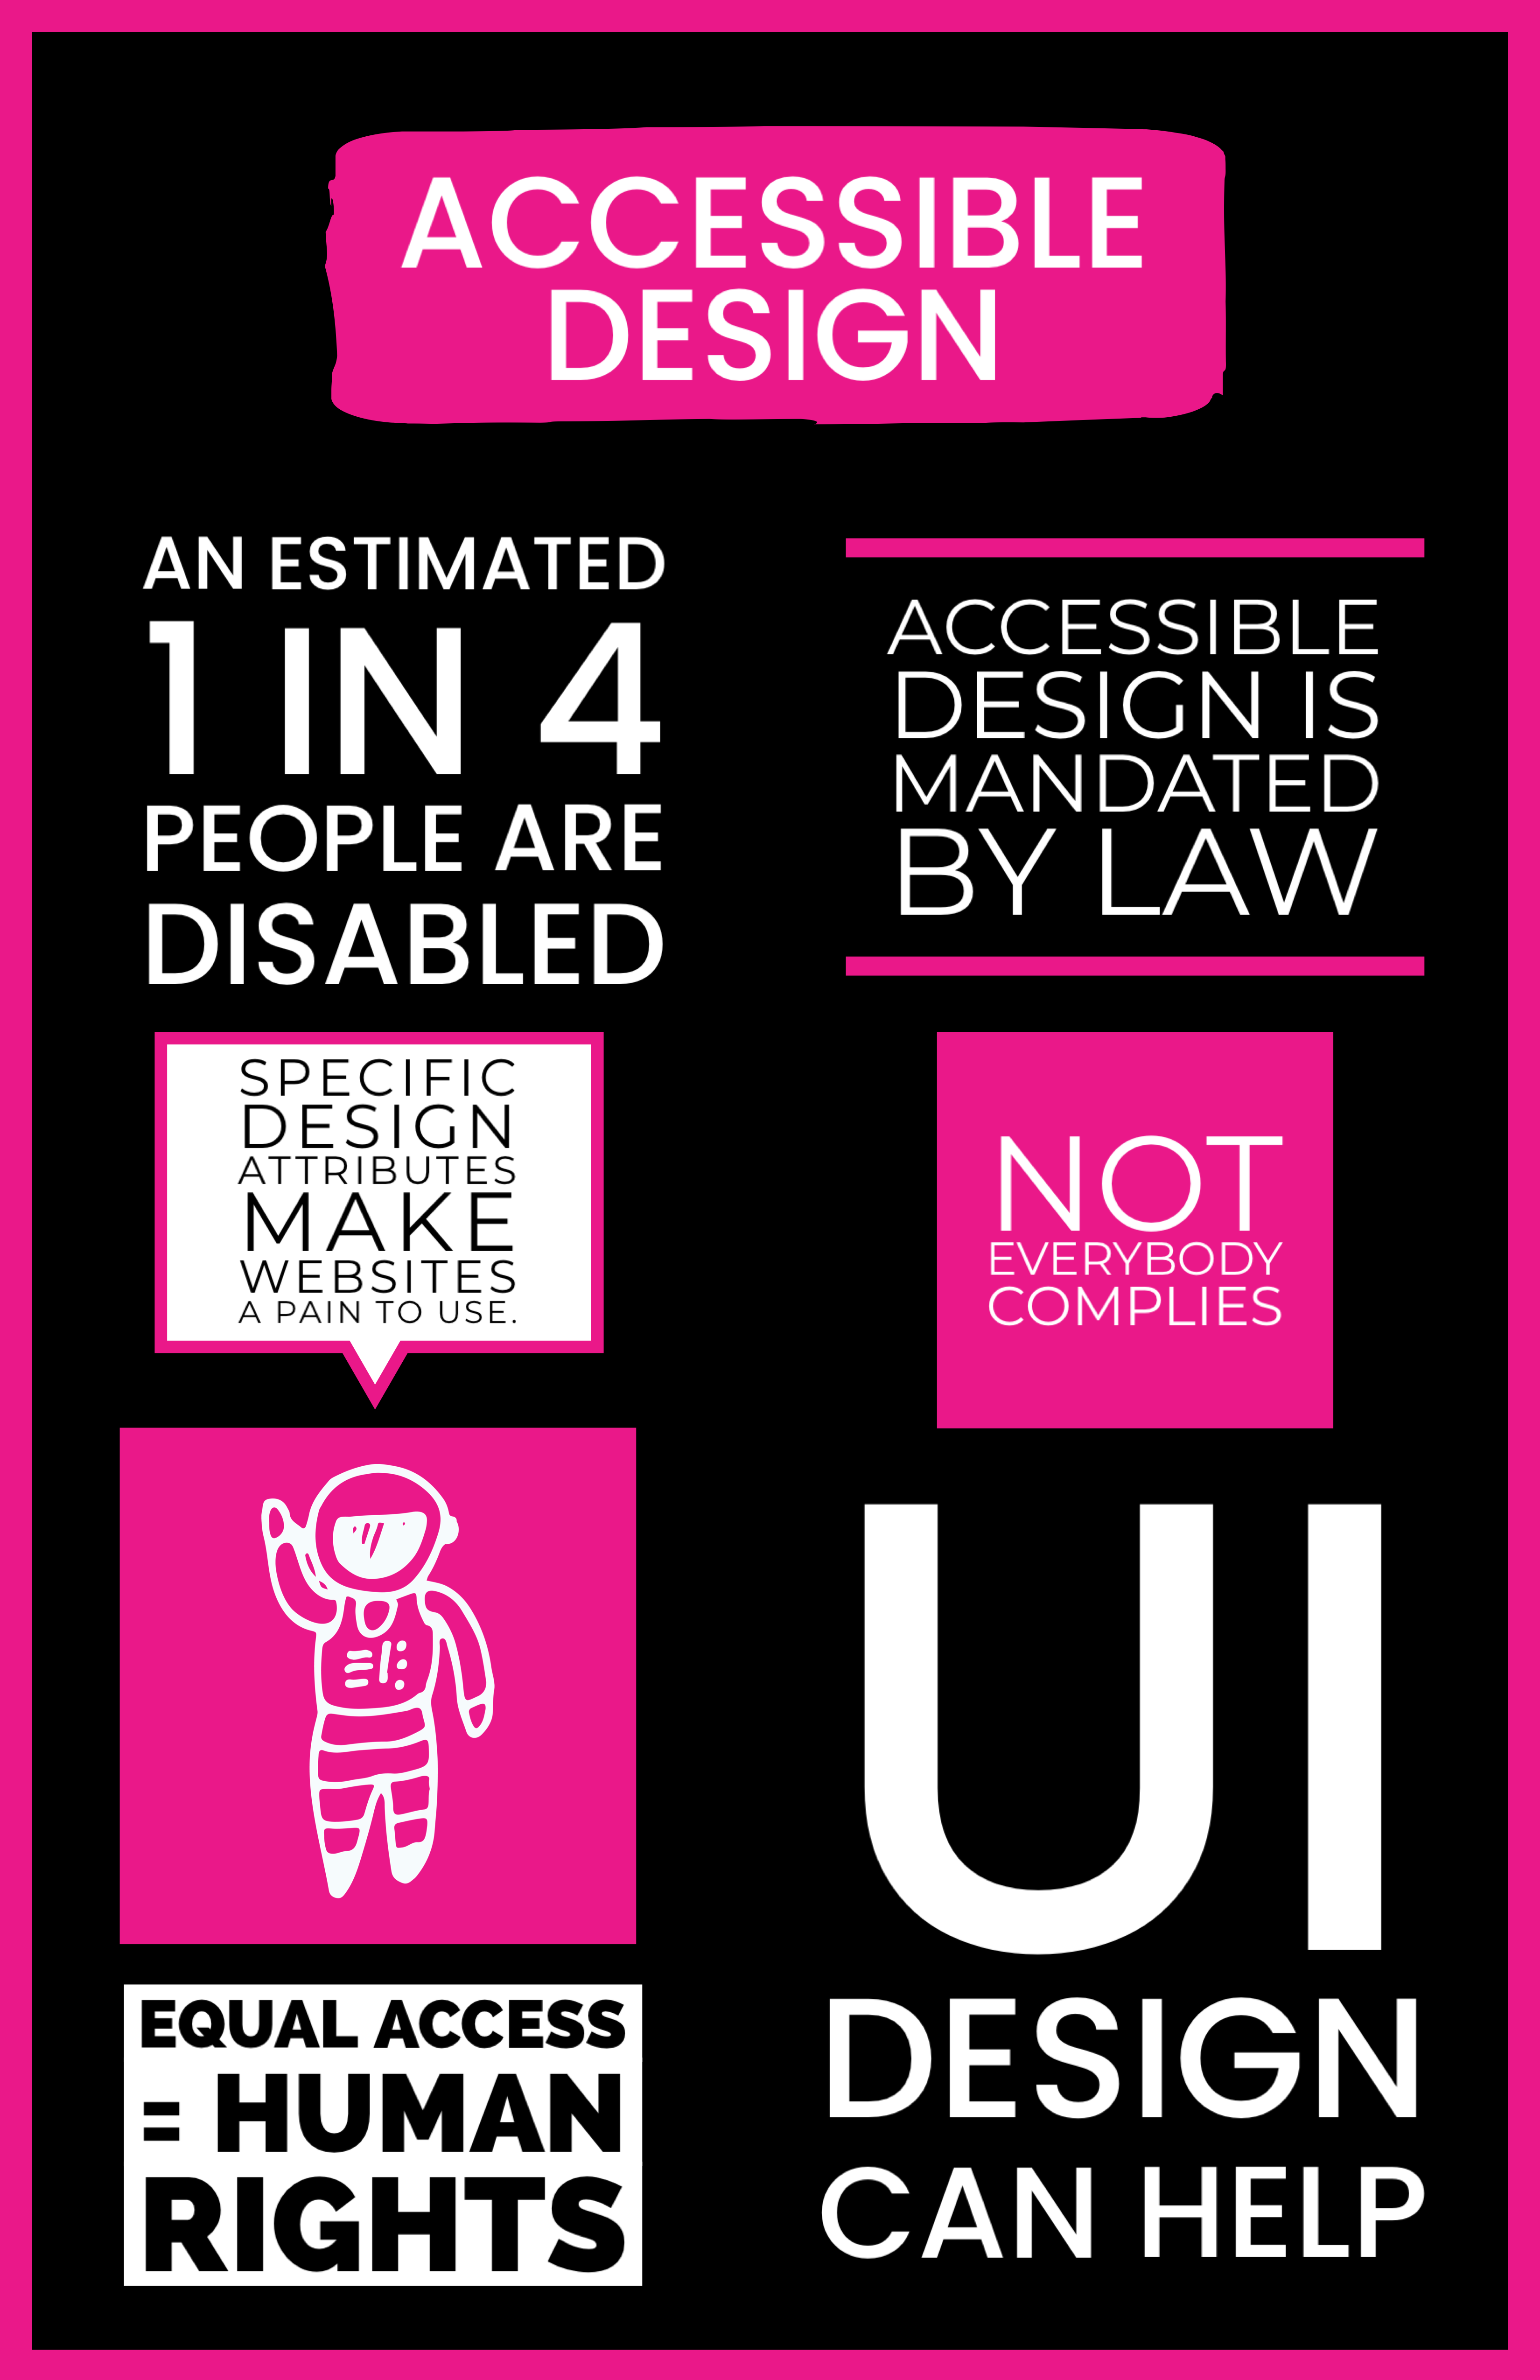 ACCESSIBLE
DESIGN
AN ESTIMATED
1 IN 4
PEOPLE ARE
DISABLED
ACCESSIBLE
DESIGN IS
MANDATED
BY LAW
SPECIFIC
DESIGN
ATTRIBUTES
MAKE
WEBSITES
A PAIN TO USE.
NOT
EVERYBODY
COMPLIES
EQUAL ACCESS
= HUMAN
RIGHTS
UI
DESIGN
CAN HELP